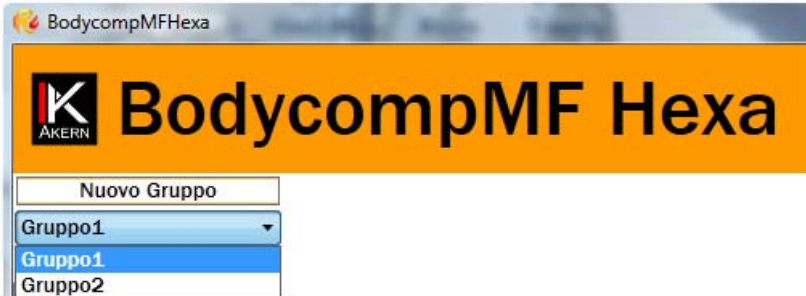 BodycompMFHexa
AKERN
BodycompMF Hexa
Nuovo Gruppo
Gruppo1
Gruppo1
Gruppo2